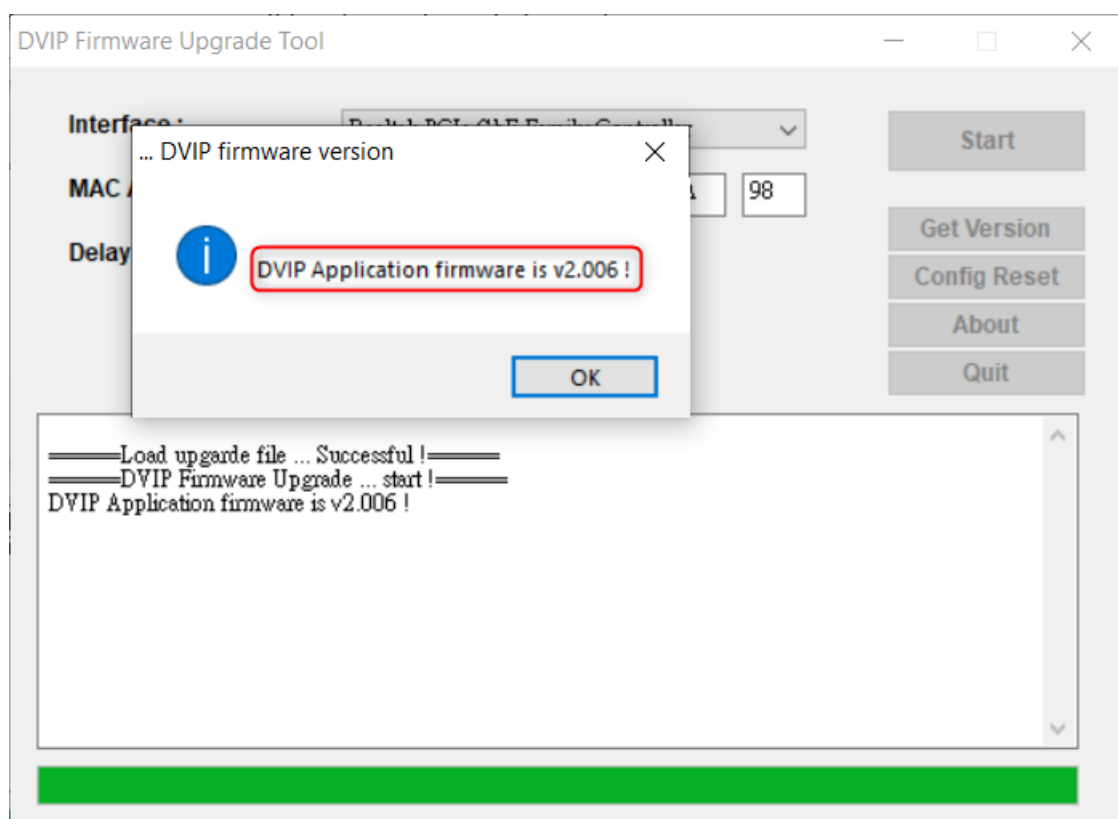 DVIP Firmware Upgrade Tool
Interface :
Start
... DVIP firmware version
MAC
98
Get Version
Delay
DVIP Application firmware is v2.006 !
Config Reset
About
OK
Quit
=====Load upgarde file ... Successful !=====
=====DVIP Firmware Upgrade ... start !=====
DVIP Application firmware is v2.006 !